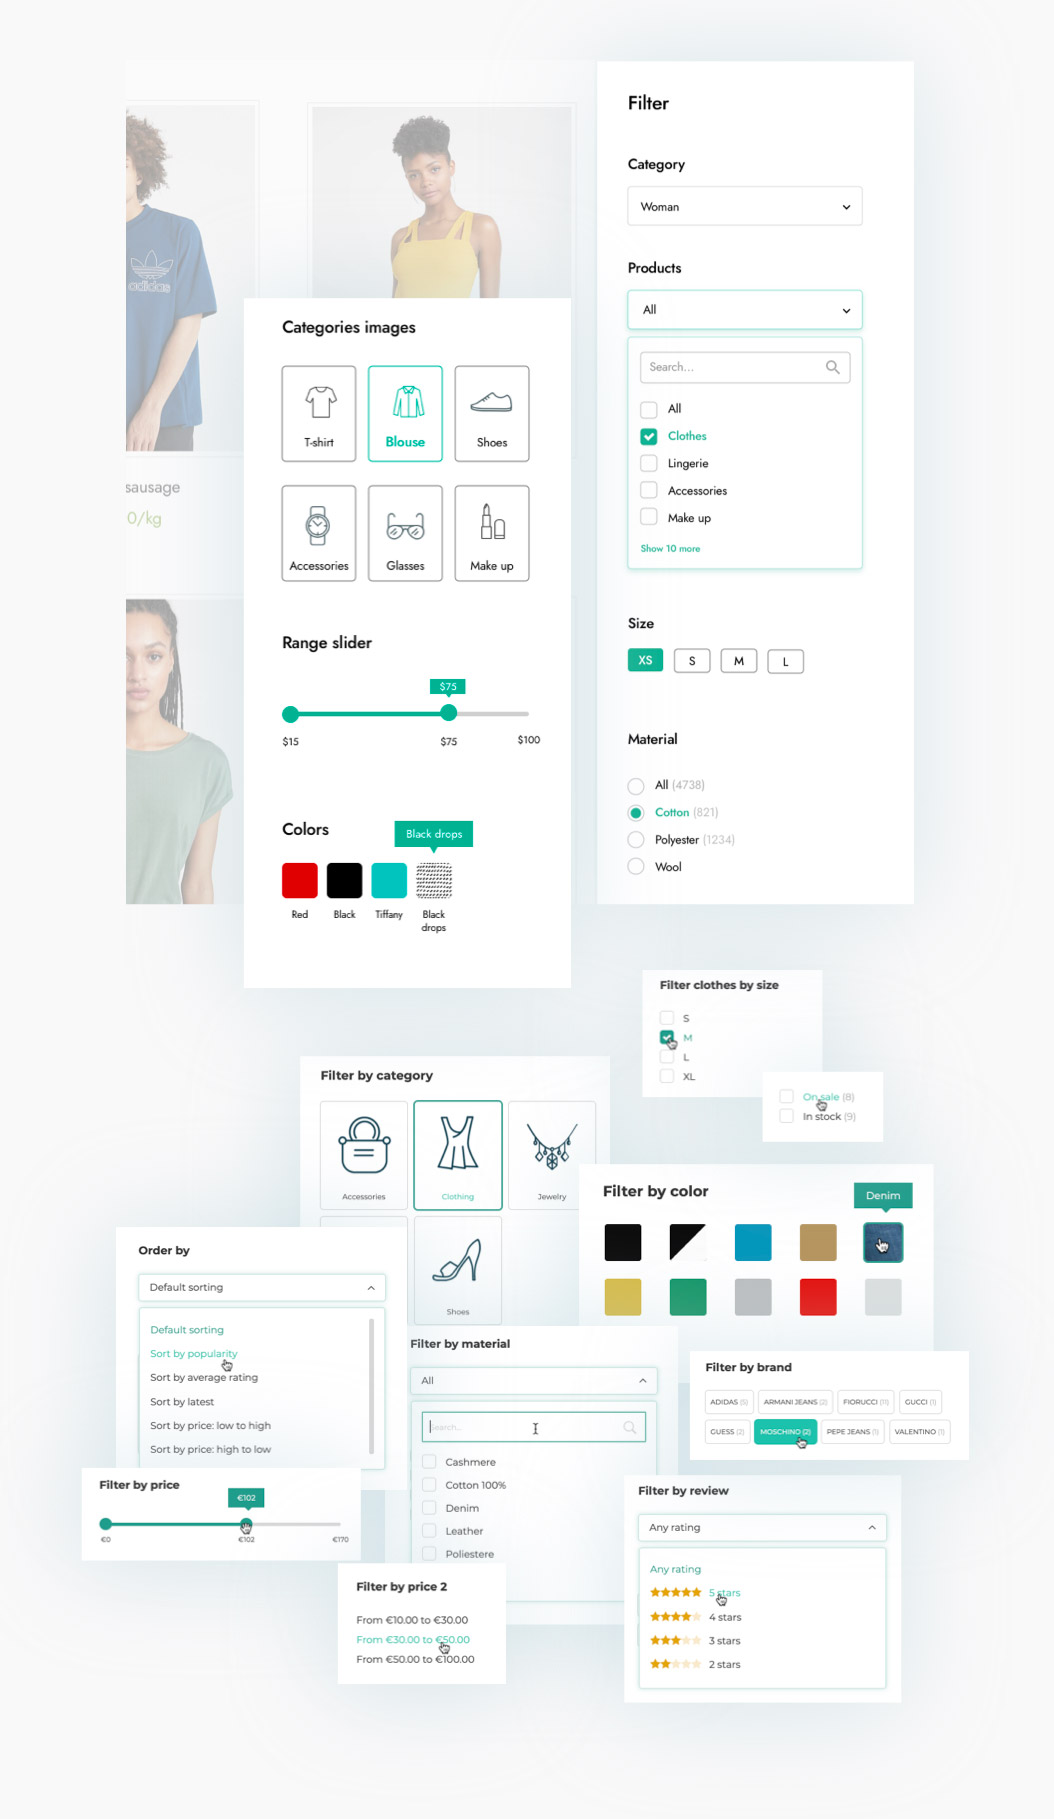 adidas
sausage
0/kg
Filter
Category
Woman
Products
All
Search...
All
Clothes
Lingerie
Accessories
Make up
Show 10 more
Size
XS S M L
Material
All (4738)
Cotton (821)
Polyester (1234)
Wool
Categories images
T-shirt Blouse Shoes
Accessories Glasses Make up
Range slider
$75
$15 $75 $100
Colors
Black drops
Red Black Tiffany Black
drops
Filter clothes by size
S
M
L
XL
On sale (8)
In stock (9)
Filter by category
Accessories Clothing Jewelry
Shoes
Filter by color
Denim
Order by
Default sorting
Default sorting
Sort by popularity
Sort by average rating
Sort by latest
Sort by price: low to high
Sort by price: high to low
Filter by material
All
Search...
Cashmere
Cotton 100%
Denim
Leather
Poliestere
Filter by brand
ADIDAS (5) ARMANI JEANS (2) FIORUCCI (11) GUCCI (1)
GUESS (2) MOSCHINO (2) PEPE JEANS (1) VALENTINO (1)
Filter by price
€102
€0 €102 €170
Filter by price 2
From €10.00 to €30.00
From €30.00 to €50.00
From €50.00 to €100.00
Filter by review
Any rating
Any rating
5 stars
4 stars
3 stars
2 stars